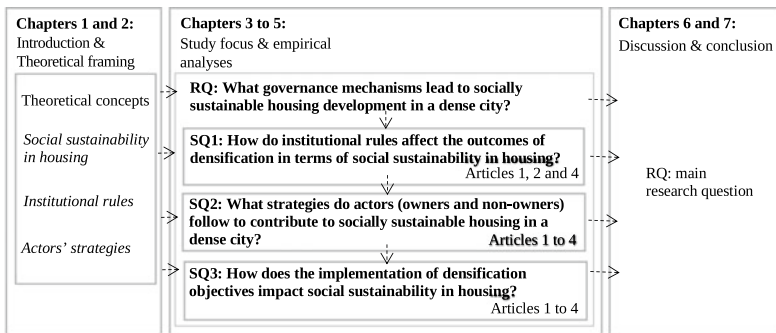 Chapters 1 and 2:
Introduction &
Theoretical framing
Theoretical concepts
Social sustainability
in housing
Institutional rules
Actors' strategies
Chapters 3 to 5:
Study focus & empirical
analyses
RQ: What governance mechanisms lead to socially
sustainable housing development in a dense city?
SQ1: How do institutional rules affect the outcomes of
densification in terms of social sustainability in housing?
Articles 1, 2 and 4
SQ2: What strategies do actors (owners and non-owners)
follow to contribute to socially sustainable housing in a
dense city?
Articles 1 to 4
SQ3: How does the implementation of densification
objectives impact social sustainability in housing?
Articles 1 to 4
Chapters 6 and 7:
Discussion & conclusion
RQ: main
research question